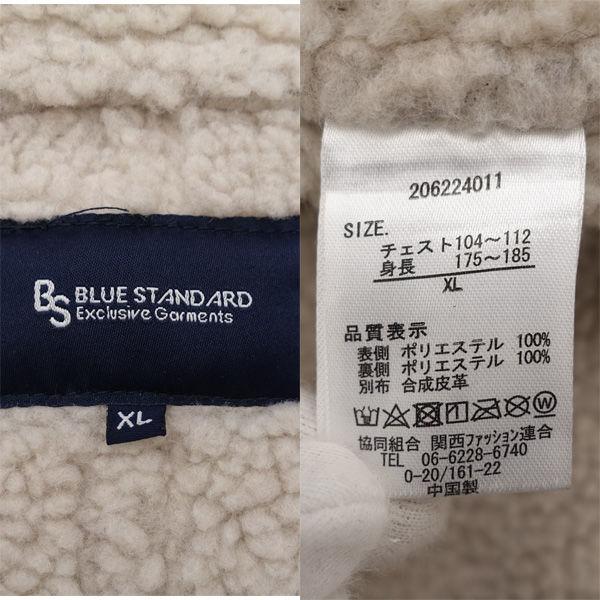 BS BLUE STANDARD
Exclusive Garments
XL
206224011
SIZE.
チェスト104～112
身長 175～185
XL
品質表示
表側 ポリエステル 100%
裏側 ポリエステル 100%
別布 合成皮革
協同組合 関西ファッション連合
TEL 06-6228-6740
0-20/161-22
中国製